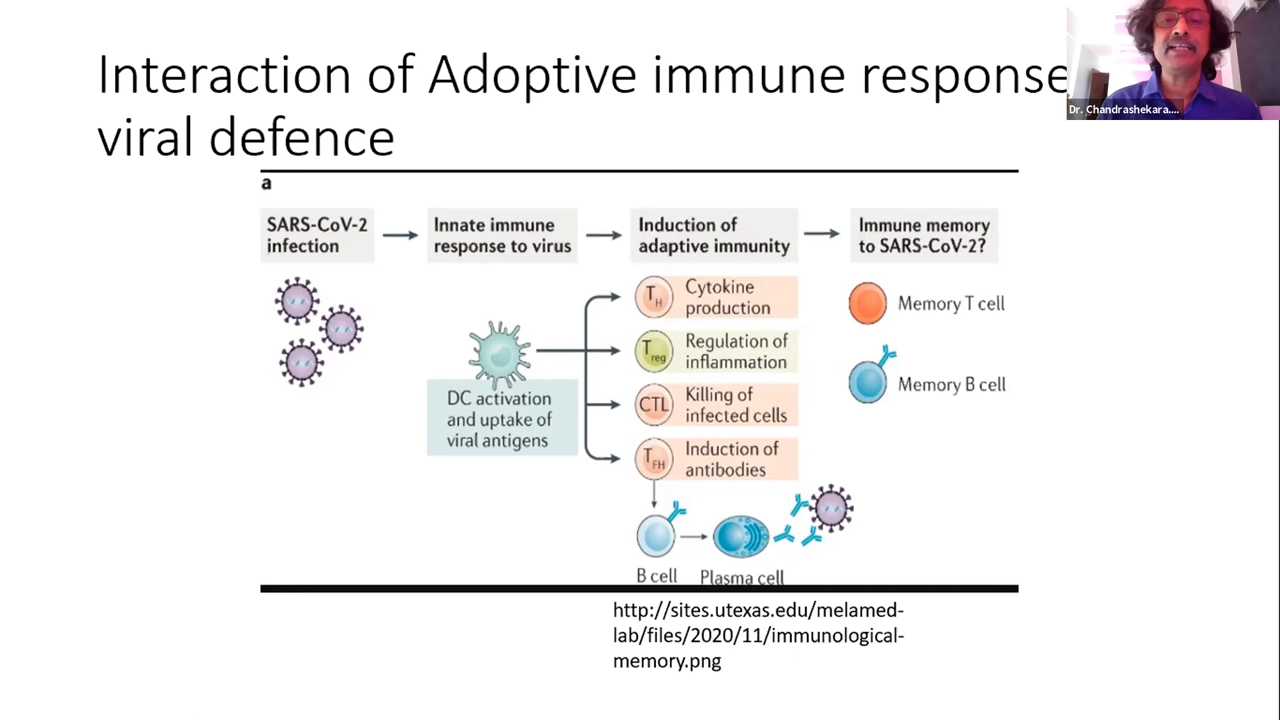 Interaction of Adoptive immune response
viral defence
Dr. Chandrashekara....
a
SARS-CoV-2
infection
Innate immune
response to virus
Induction of
adaptive immunity
Immune memory
to SARS-CoV-2?
TH
Cytokine
production
Treg
Regulation of
inflammation
CTL
Killing of
infected cells
TFH
Induction of
antibodies
DC activation
and uptake of
viral antigens
Memory T cell
Memory B cell
B cell
Plasma cell
http://sites.utexas.edu/melamed-
lab/files/2020/11/immunological-
memory.png